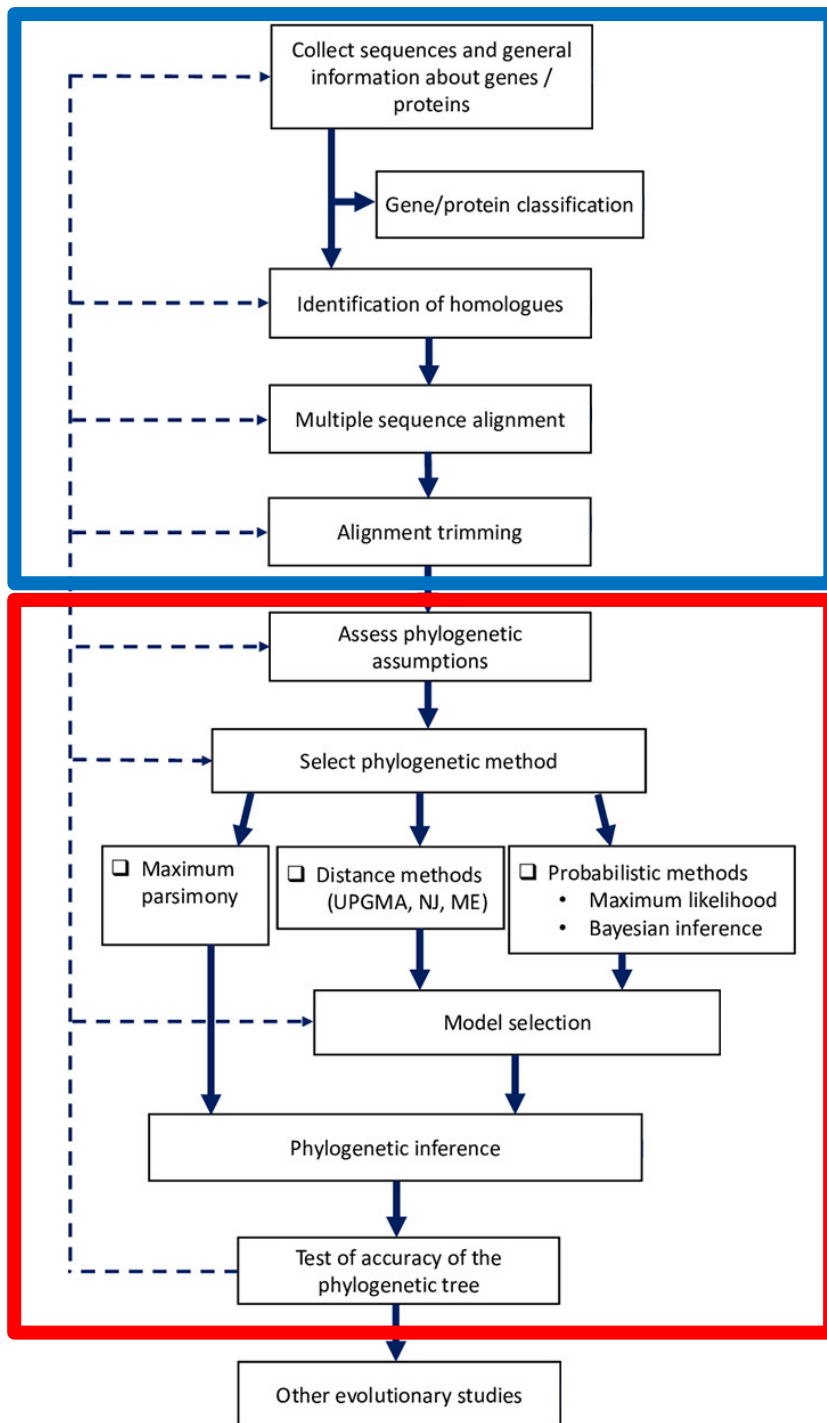 Collect sequences and general
information about genes /
proteins
Gene/protein classification
Identification of homologues
Multiple sequence alignment
Alignment trimming
Assess phylogenetic
assumptions
Select phylogenetic method
❑ Maximum
parsimony
❑ Distance methods
(UPGMA, NJ, ME)
❑ Probabilistic methods
• Maximum likelihood
• Bayesian inference
Model selection
Phylogenetic inference
Test of accuracy of the
phylogenetic tree
Other evolutionary studies